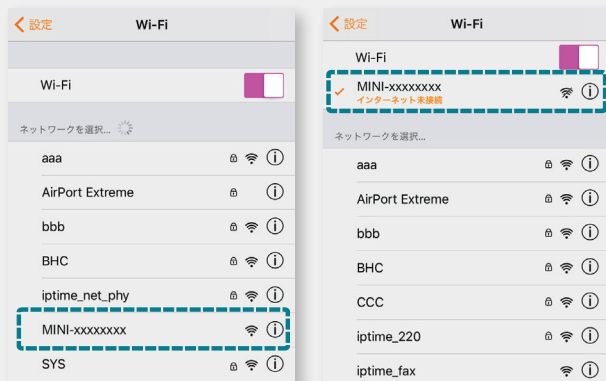 設定
Wi-Fi
Wi-Fi
ネットワークを選択...
aaa
AirPort Extreme
bbb
BHC
iptime_net_phy
MINI-xxxxxxxx
SYS
設定
Wi-Fi
Wi-Fi
MINI-xxxxxxxx
インターネット未接続
ネットワークを選択...
aaa
AirPort Extreme
bbb
BHC
CCC
iptime_220
iptime_fax